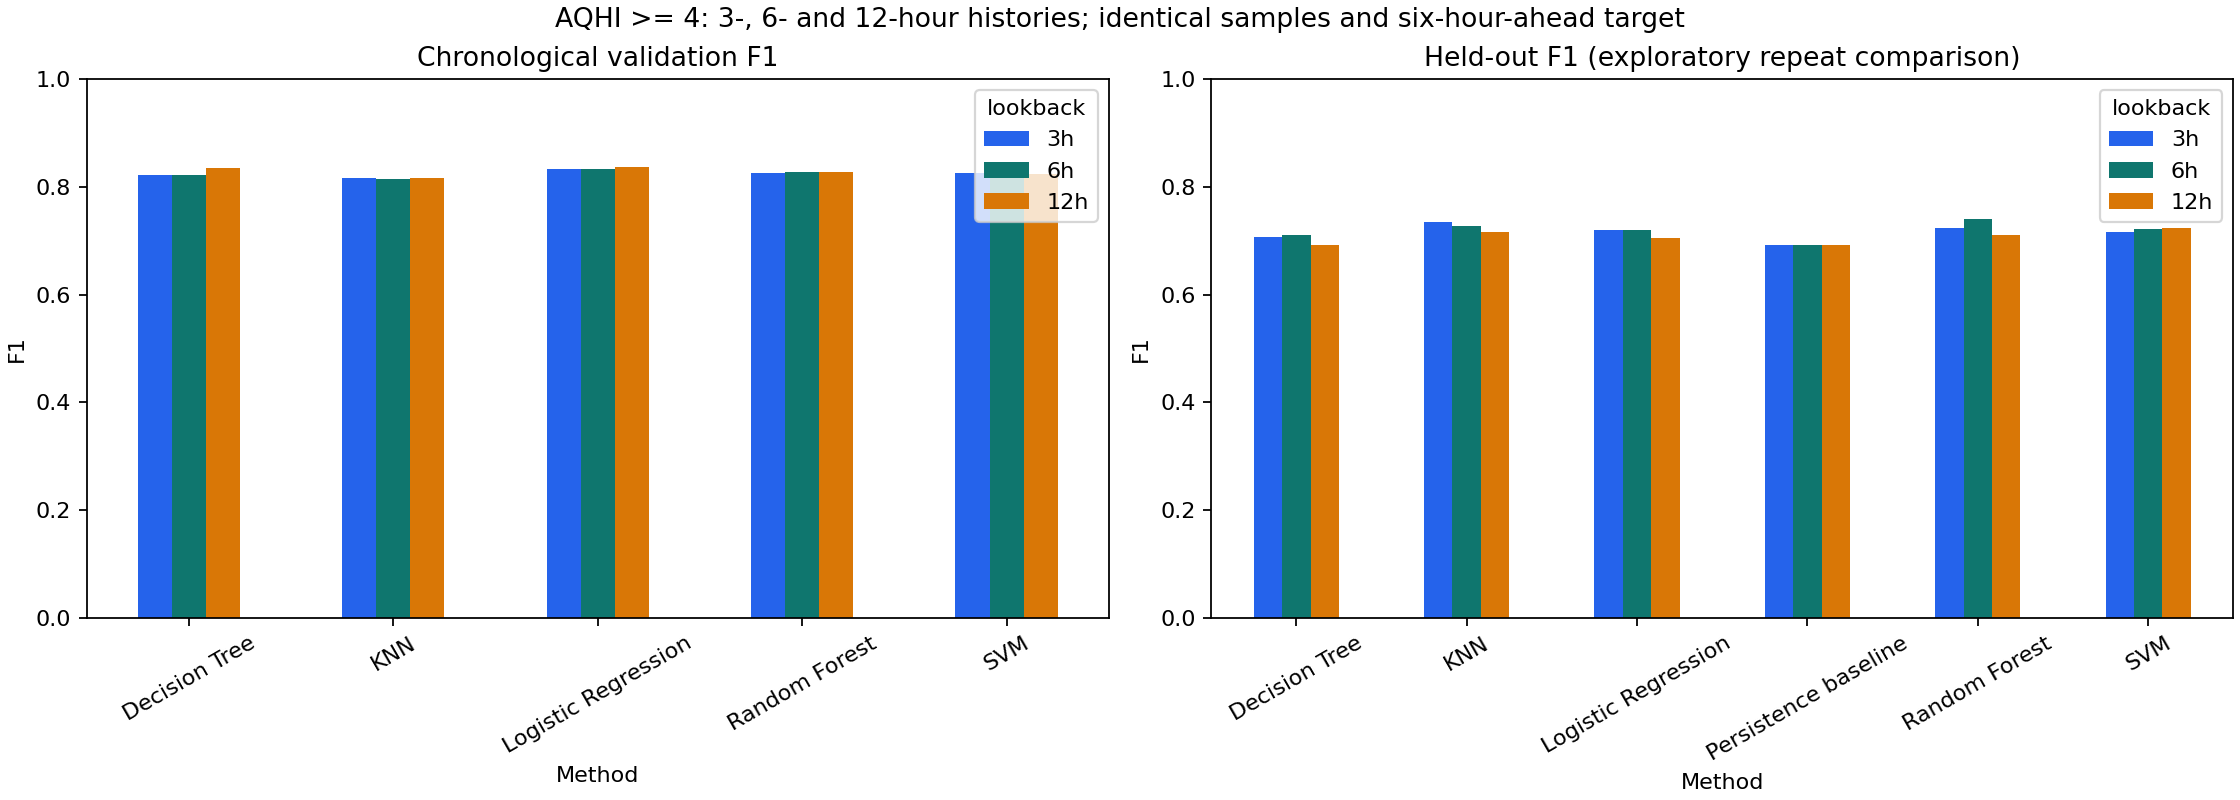 AQHI >= 4: 3-, 6- and 12-hour histories; identical samples and six-hour-ahead target
Chronological validation F1
1.0
0.8
0.6
0.4
0.2
0.0
F1
lookback
3h
6h
12h
Decision Tree
KNN
Logistic Regression
Random Forest
SVM
Method
Held-out F1 (exploratory repeat comparison)
1.0
0.8
0.6
0.4
0.2
0.0
F1
lookback
3h
6h
12h
Decision Tree
KNN
Logistic Regression
Persistence baseline
Random Forest
SVM
Method